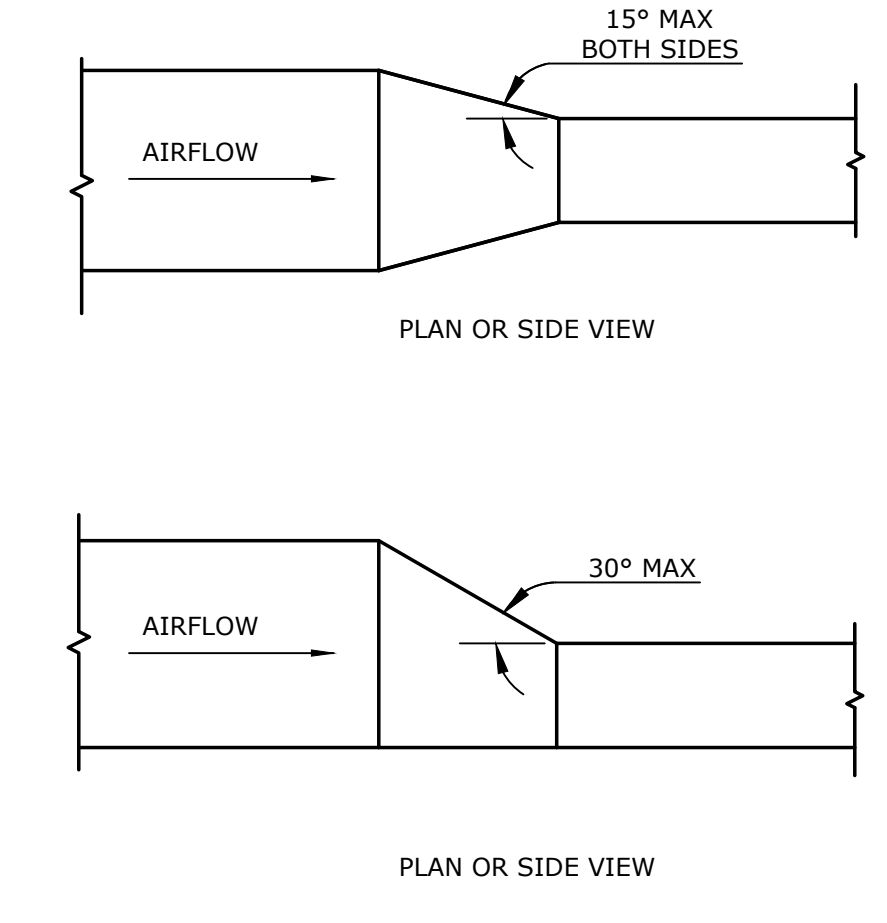 15° MAX
BOTH SIDES
AIRFLOW
PLAN OR SIDE VIEW
30° MAX
AIRFLOW
PLAN OR SIDE VIEW